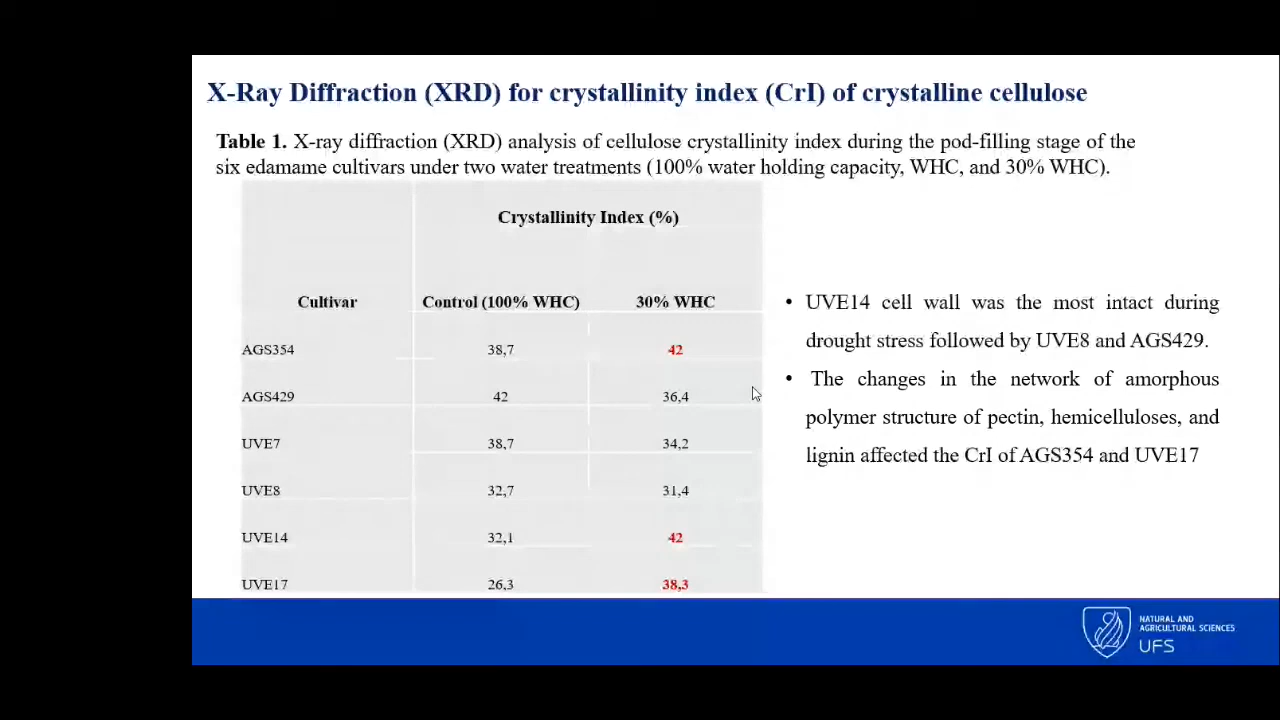 X-Ray Diffraction (XRD) for crystallinity index (CrI) of crystalline cellulose
Table 1. X-ray diffraction (XRD) analysis of cellulose crystallinity index during the pod-filling stage of the
six edamame cultivars under two water treatments (100% water holding capacity, WHC, and 30% WHC).
Crystallinity Index (%)
Cultivar Control (100% WHC) 30% WHC
AGS354 38,7 42
AGS429 42 36,4
UVE7 38,7 34,2
UVE8 32,7 31,4
UVE14 32,1 42
UVE17 26,3 38,3
• UVE14 cell wall was the most intact during
drought stress followed by UVE8 and AGS429.
• The changes in the network of amorphous
polymer structure of pectin, hemicelluloses, and
lignin affected the CrI of AGS354 and UVE17
NATURAL AND
AGRICULTURAL SCIENCES
UFS